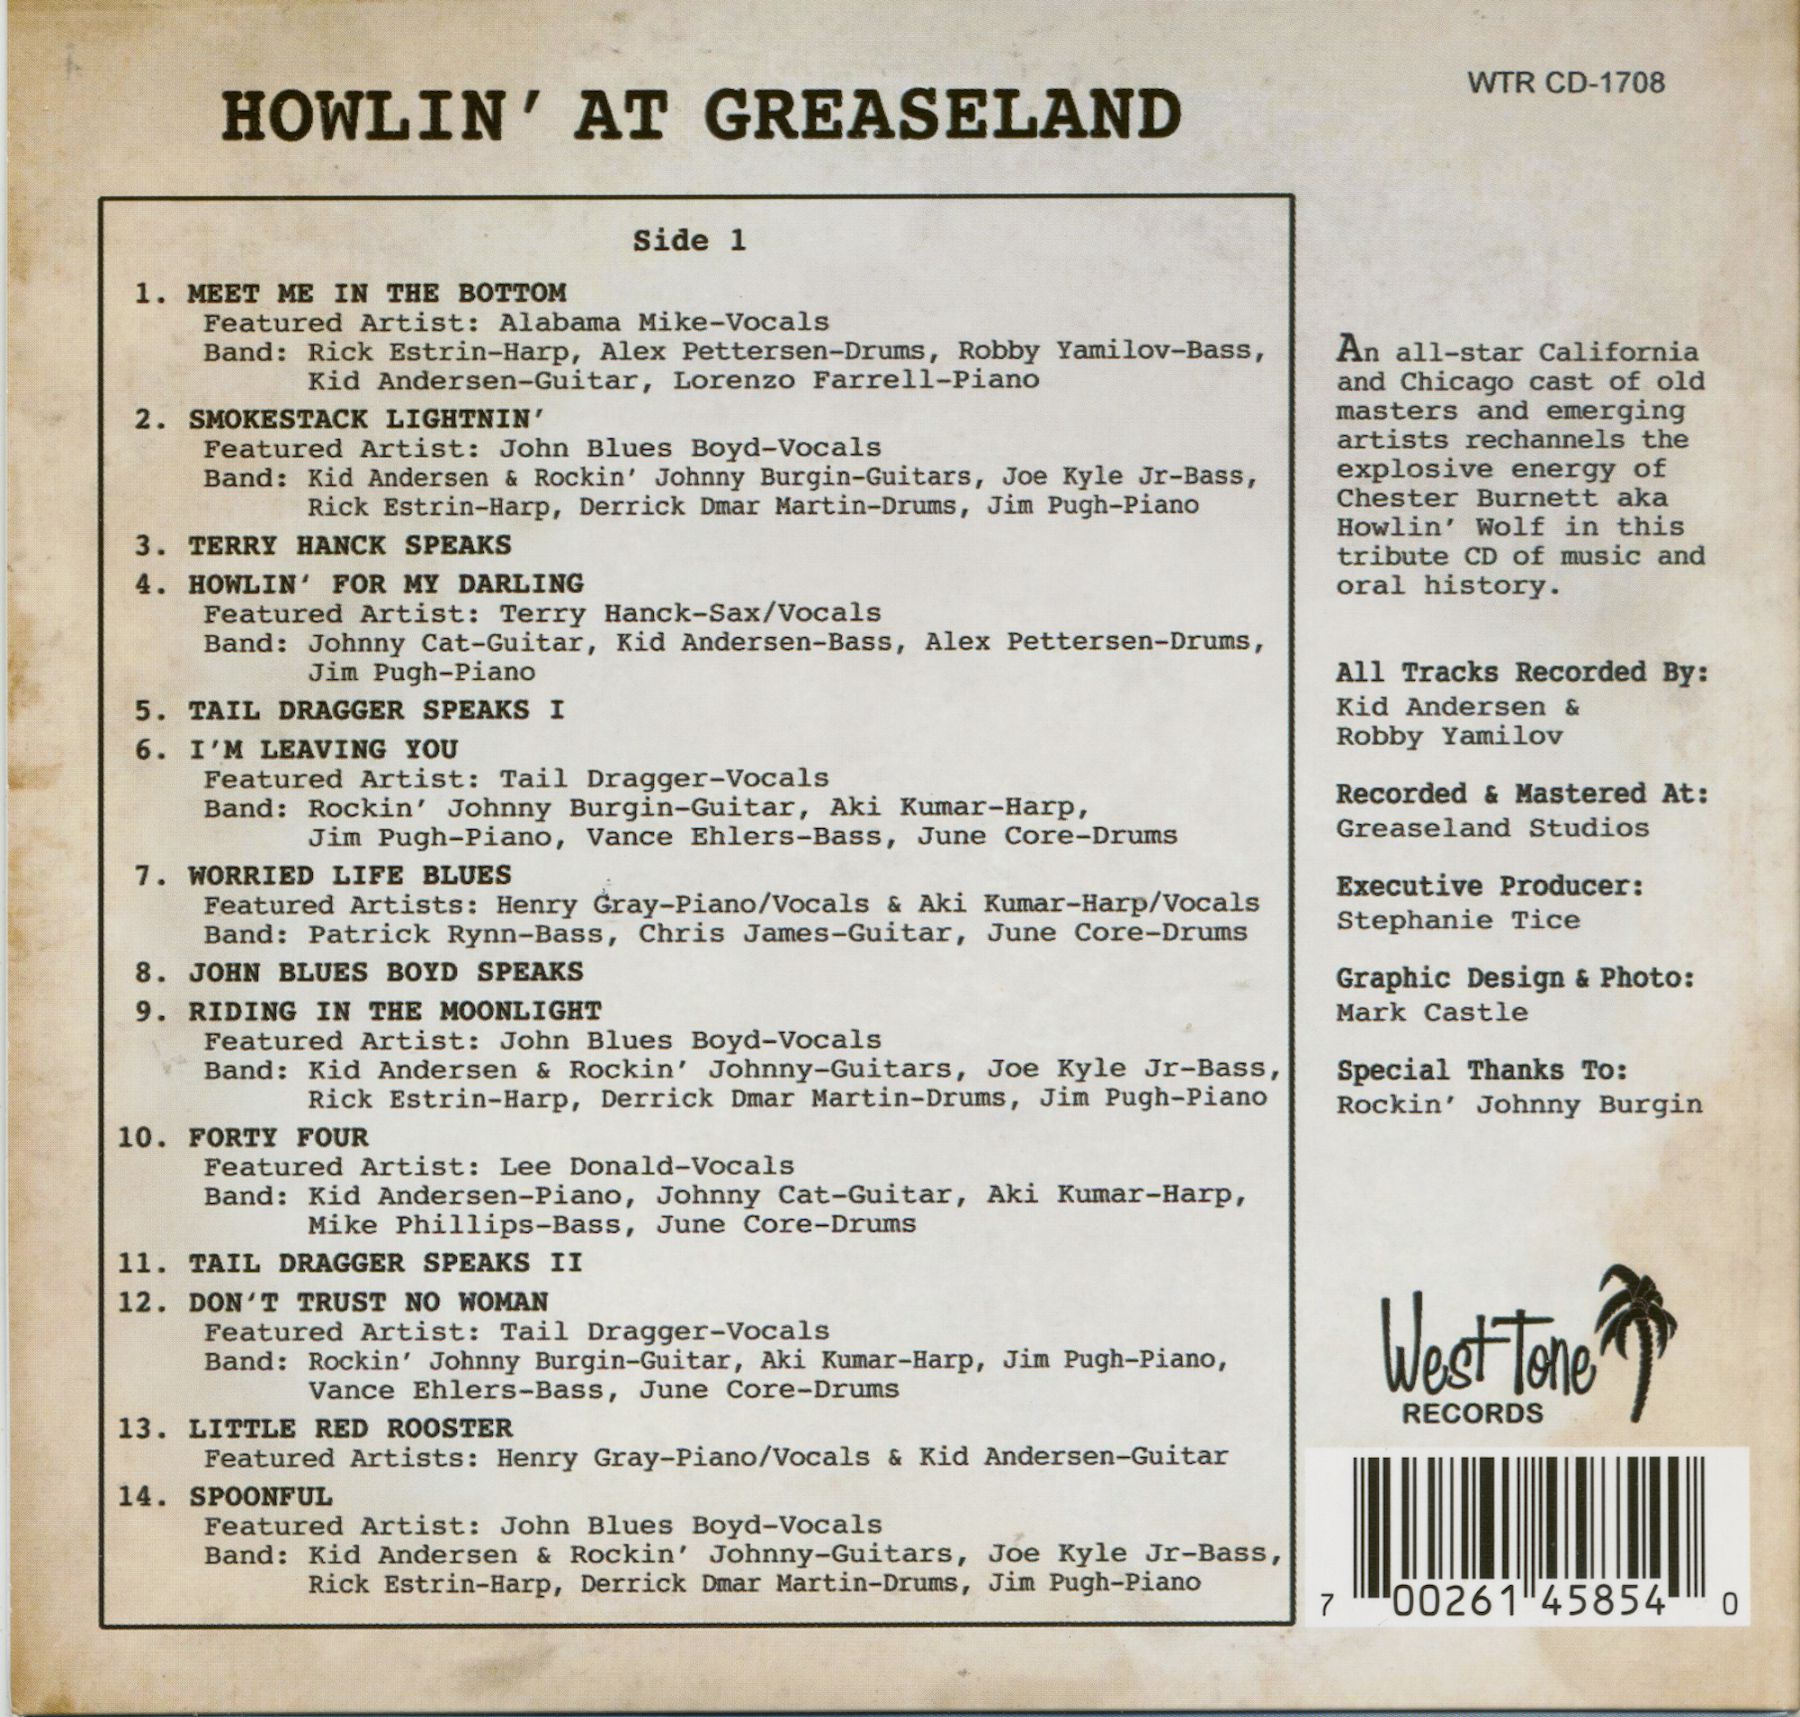 HOWLIN' AT GREASELAND
WTR CD-1708
Side 1
1. MEET ME IN THE BOTTOM
Featured Artist: Alabama Mike-Vocals
Band: Rick Estrin-Harp, Alex Pettersen-Drums, Robby Yamilov-Bass,
Kid Andersen-Guitar, Lorenzo Farrell-Piano
2. SMOKESTACK LIGHTNIN'
Featured Artist: John Blues Boyd-Vocals
Band: Kid Andersen & Rockin' Johnny Burgin-Guitars, Joe Kyle Jr-Bass,
Rick Estrin-Harp, Derrick Dmar Martin-Drums, Jim Pugh-Piano
3. TERRY HANCK SPEAKS
4. HOWLIN' FOR MY DARLING
Featured Artist: Terry Hanck-Sax/Vocals
Band: Johnny Cat-Guitar, Kid Andersen-Bass, Alex Pettersen-Drums,
Jim Pugh-Piano
5. TAIL DRAGGER SPEAKS I
6. I'M LEAVING YOU
Featured Artist: Tail Dragger-Vocals
Band: Rockin' Johnny Burgin-Guitar, Aki Kumar-Harp,
Jim Pugh-Piano, Vance Ehlers-Bass, June Core-Drums
7. WORRIED LIFE BLUES
Featured Artists: Henry Gray-Piano/Vocals & Aki Kumar-Harp/Vocals
Band: Patrick Rynn-Bass, Chris James-Guitar, June Core-Drums
8. JOHN BLUES BOYD SPEAKS
9. RIDING IN THE MOONLIGHT
Featured Artist: John Blues Boyd-Vocals
Band: Kid Andersen & Rockin' Johnny-Guitars, Joe Kyle Jr-Bass,
Rick Estrin-Harp, Derrick Dmar Martin-Drums, Jim Pugh-Piano
10. FORTY FOUR
Featured Artist: Lee Donald-Vocals
Band: Kid Andersen-Piano, Johnny Cat-Guitar, Aki Kumar-Harp,
Mike Phillips-Bass, June Core-Drums
11. TAIL DRAGGER SPEAKS II
12. DON'T TRUST NO WOMAN
Featured Artist: Tail Dragger-Vocals
Band: Rockin' Johnny Burgin-Guitar, Aki Kumar-Harp, Jim Pugh-Piano,
Vance Ehlers-Bass, June Core-Drums
13. LITTLE RED ROOSTER
Featured Artists: Henry Gray-Piano/Vocals & Kid Andersen-Guitar
14. SPOONFUL
Featured Artist: John Blues Boyd-Vocals
Band: Kid Andersen & Rockin' Johnny-Guitars, Joe Kyle Jr-Bass,
Rick Estrin-Harp, Derrick Dmar Martin-Drums, Jim Pugh-Piano
An all-star California
and Chicago cast of old
masters and emerging
artists rechannels the
explosive energy of
Chester Burnett aka
Howlin' Wolf in this
tribute CD of music and
oral history.
All Tracks Recorded By:
Kid Andersen &
Robby Yamilov
Recorded & Mastered At:
Greaseland Studios
Executive Producer:
Stephanie Tice
Graphic Design & Photo:
Mark Castle
Special Thanks To:
Rockin' Johnny Burgin
West Tone
RECORDS
7 00261 45854 0